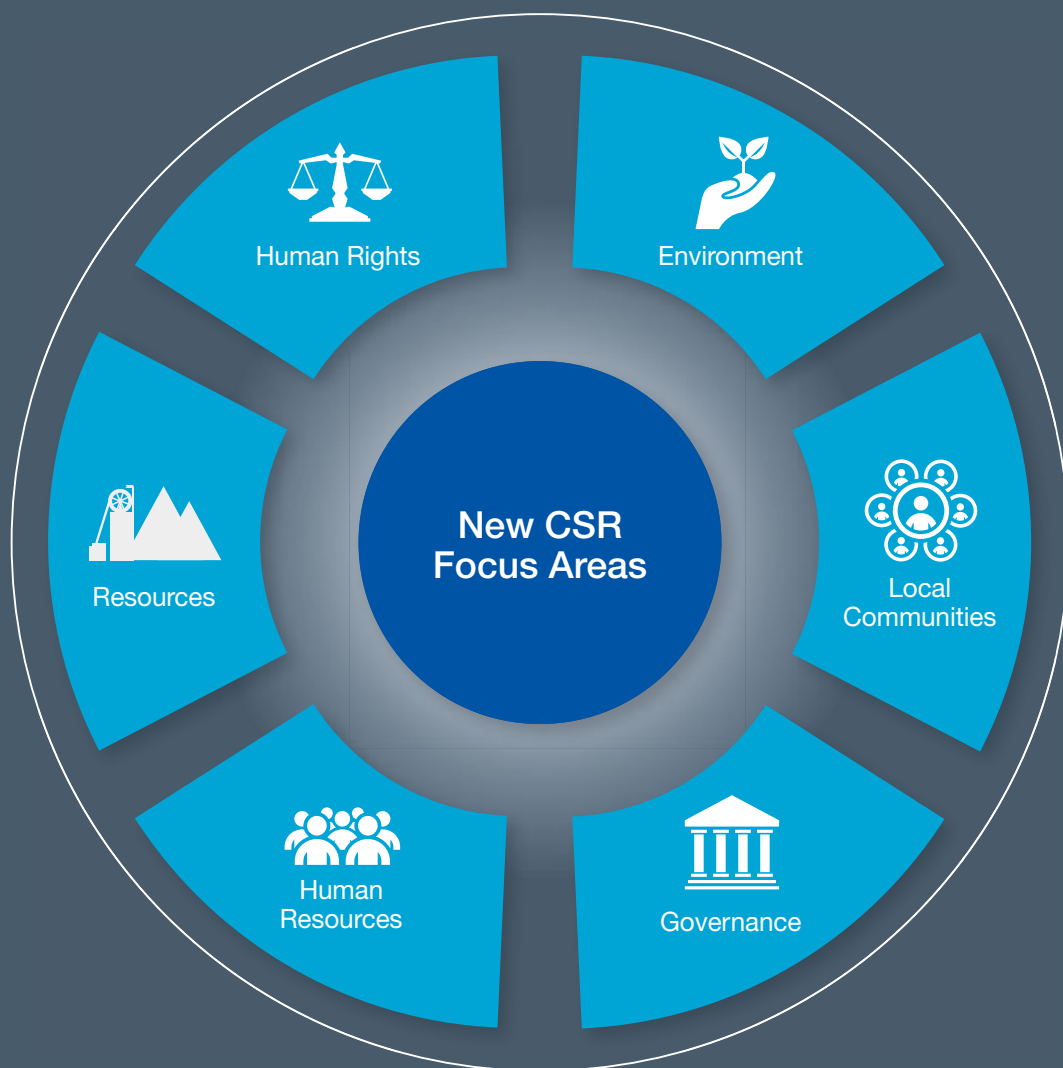 Human Rights
Environment
New CSR
Focus Areas
Resources
Local
Communities
Human
Resources
Governance